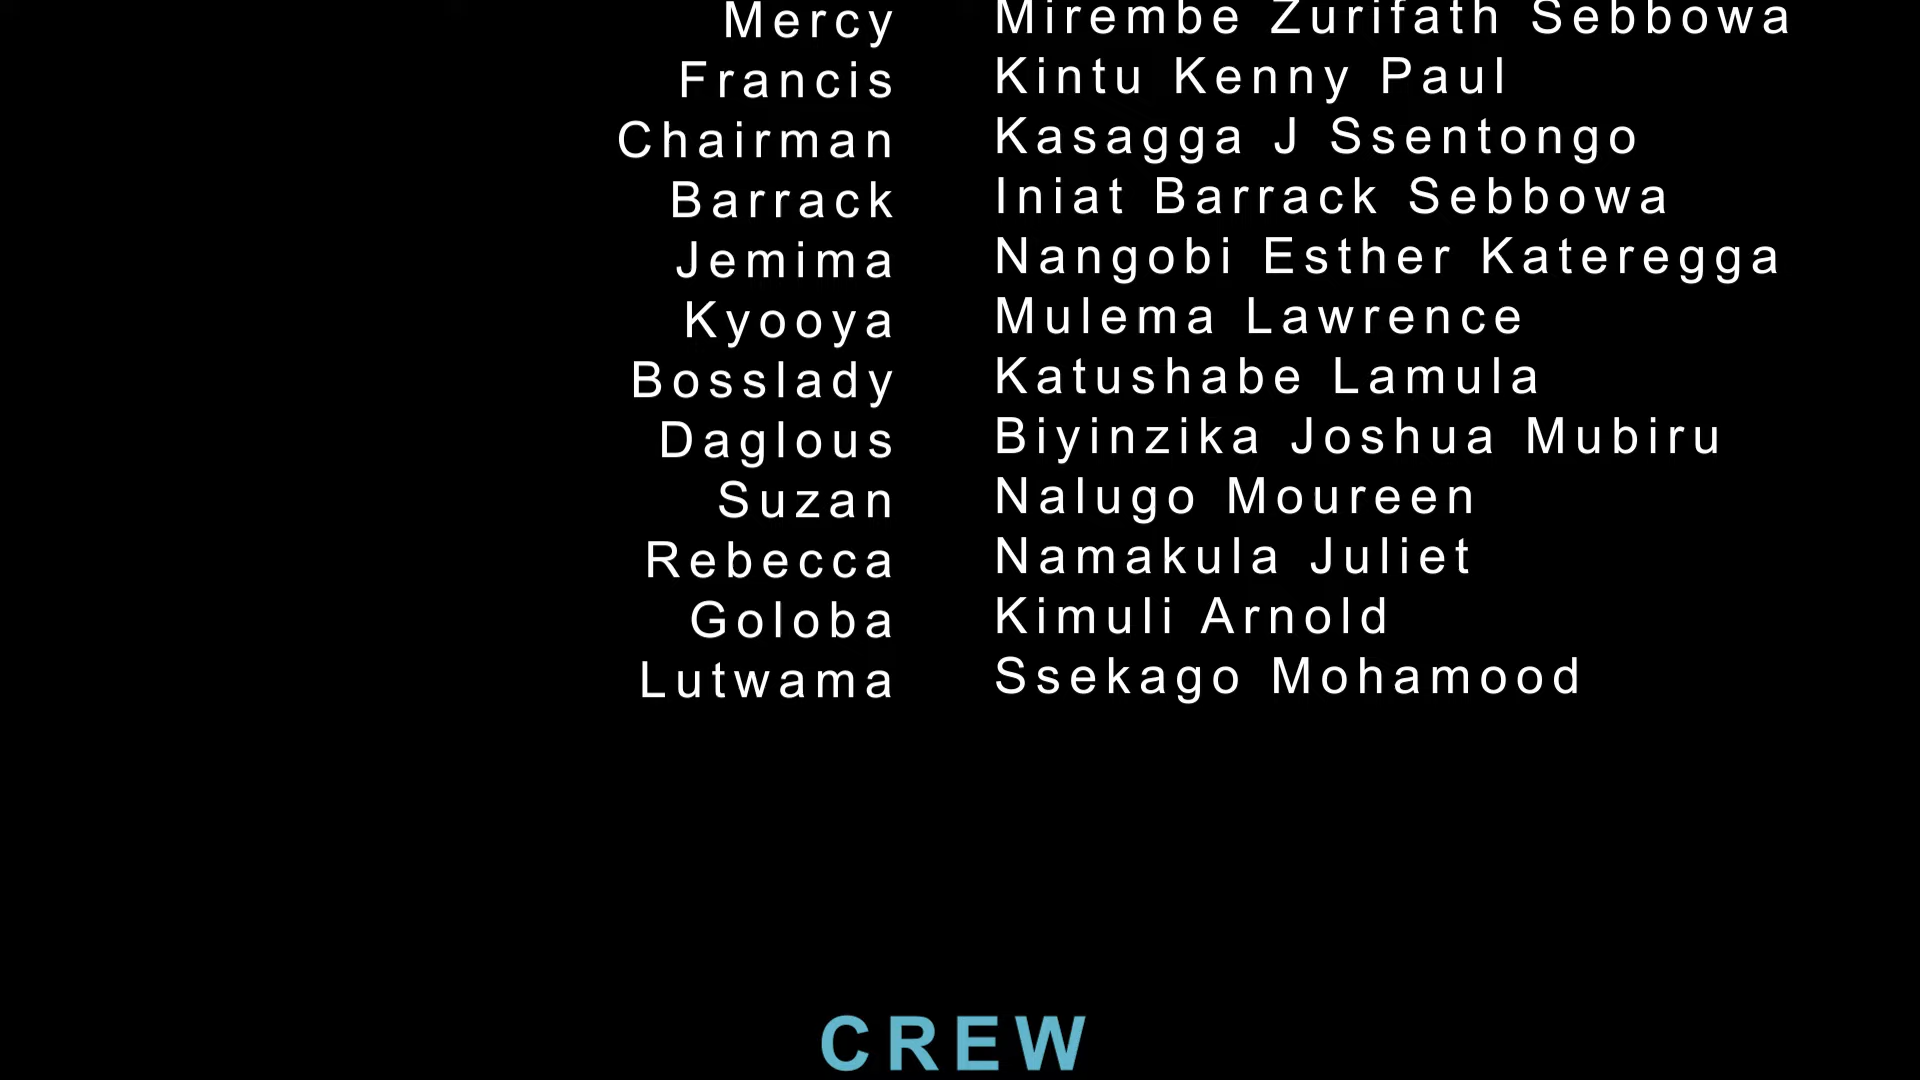 Mercy Mirembe Zurifath Sebbowa
Francis Kintu Kenny Paul
Chairman Kasagga J Ssentongo
Barrack Iniat Barrack Sebbowa
Jemima Nangobi Esther Kateregga
Kyooya Mulema Lawrence
Bosslady Katushabe Lamula
Daglous Biyinzika Joshua Mubiru
Suzan Nalugo Moureen
Rebecca Namakula Juliet
Goloba Kimuli Arnold
Lutwama Ssekago Mohamood
CREW